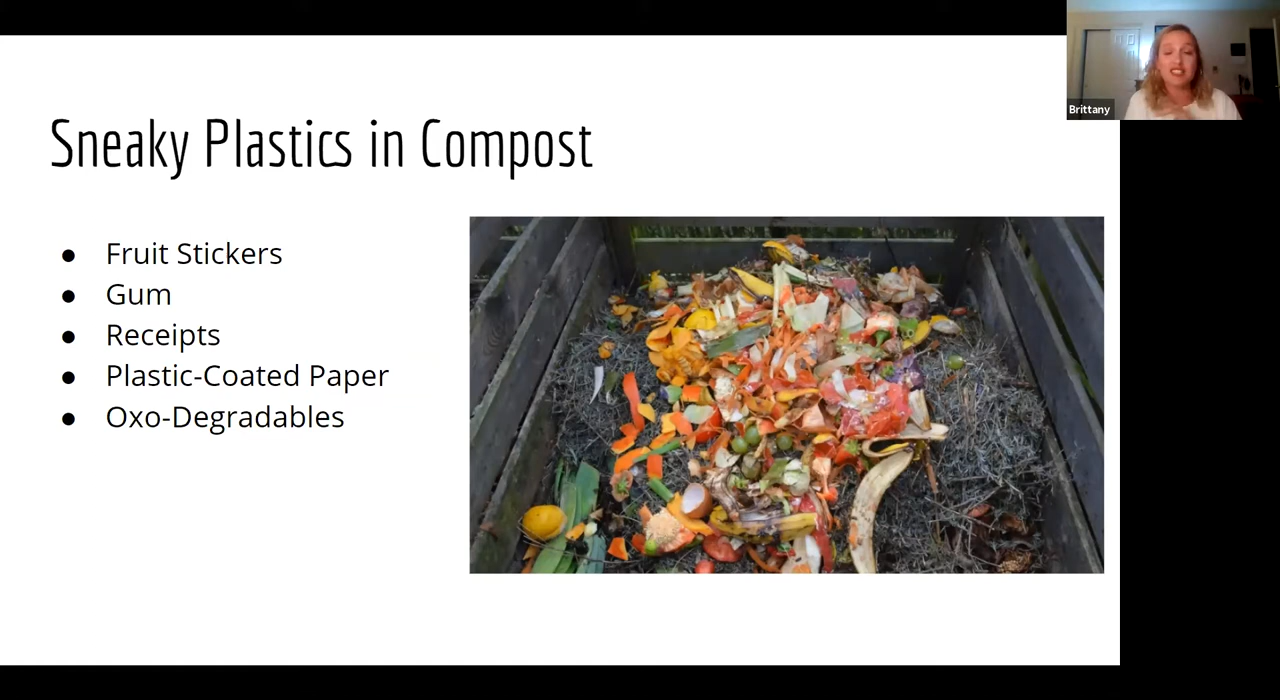 Sneaky Plastics in Compost
● Fruit Stickers
● Gum
● Receipts
● Plastic-Coated Paper
● Oxo-Degradables
Brittany